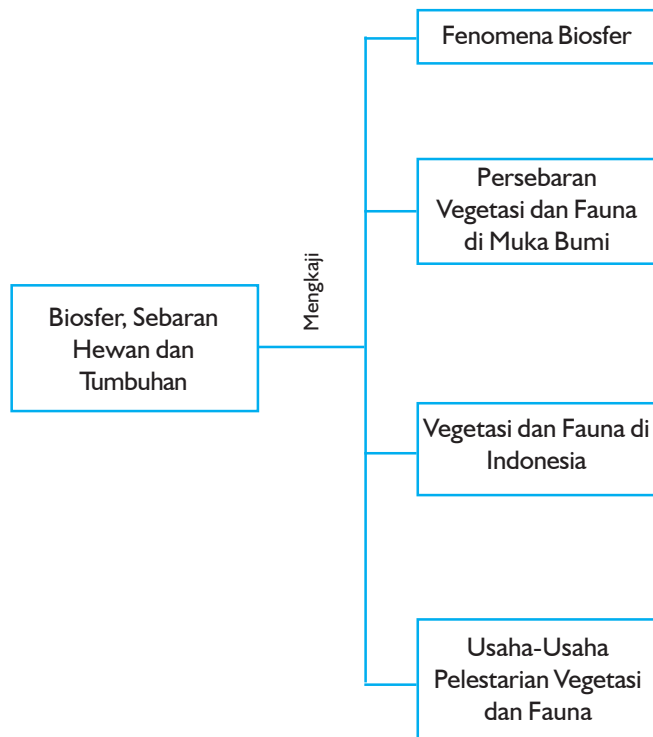 Fenomena Biosfer
Persebaran
Vegetasi dan Fauna
di Muka Bumi
Mengkaji
Biosfer, Sebaran
Hewan dan
Tumbuhan
Vegetasi dan Fauna di
Indonesia
Usaha-Usaha
Pelestarian Vegetasi
dan Fauna